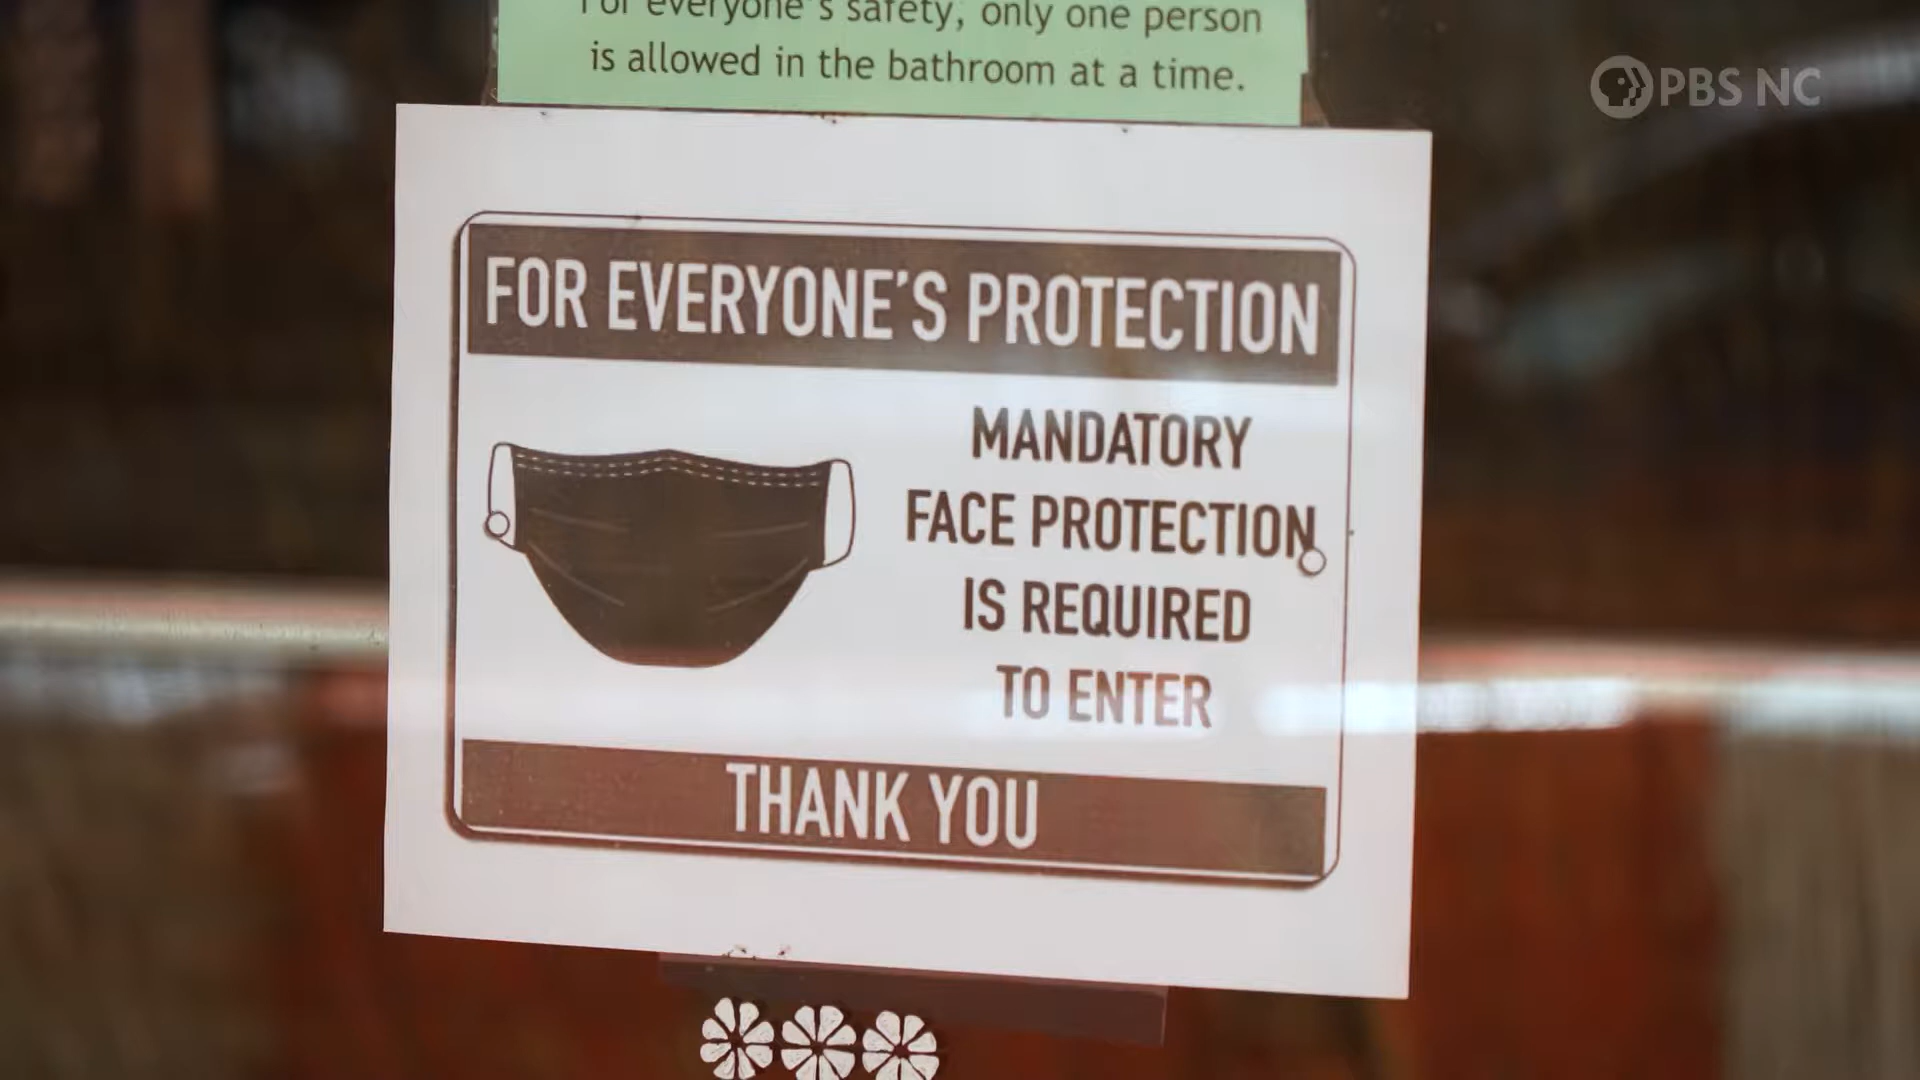 For everyone's safety, only one person
is allowed in the bathroom at a time.
PBS NC
FOR EVERYONE'S PROTECTION
MANDATORY
FACE PROTECTION
IS REQUIRED
TO ENTER
THANK YOU